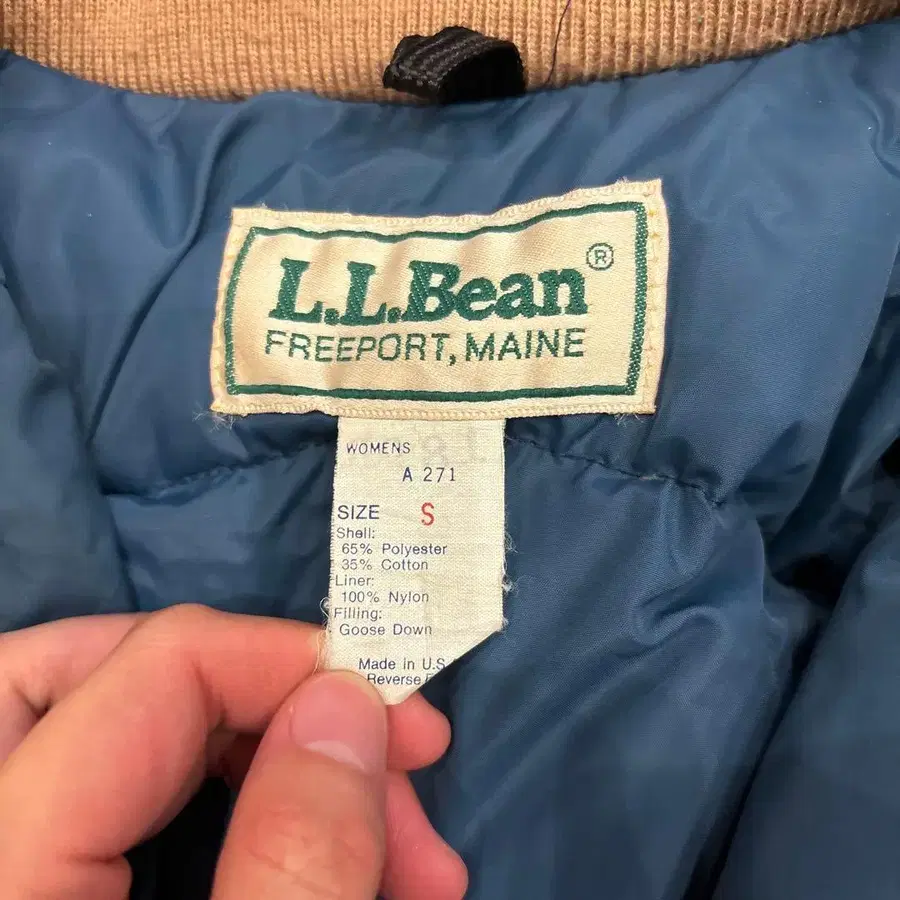 L.L.Bean®
FREEPORT, MAINE
WOMENS
A 271
SIZE S
Shell:
65% Polyester
35% Cotton
Liner:
100% Nylon
Filling:
Goose Down
Made in U.S
Reverse